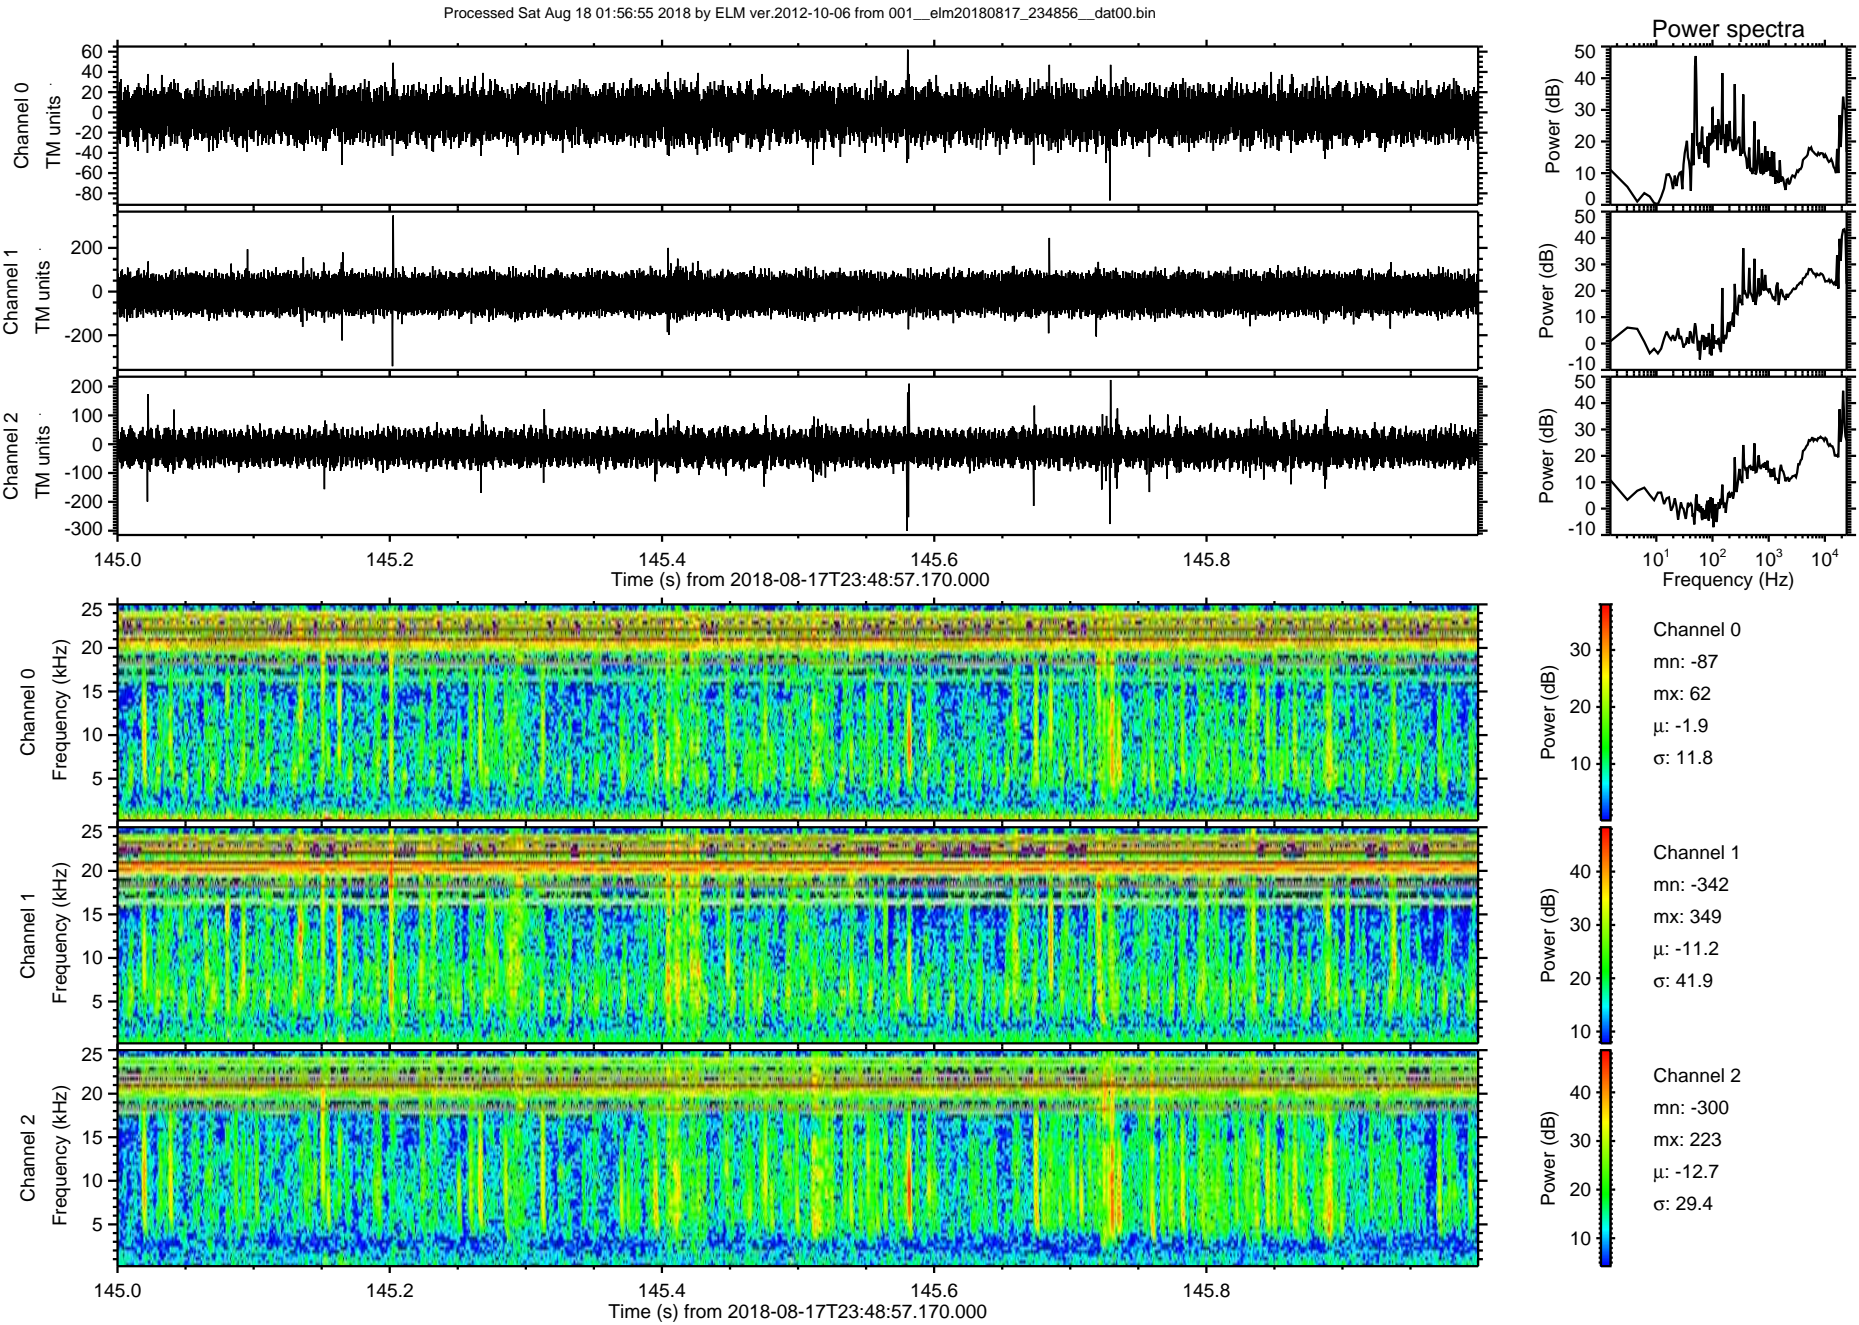 Processed Sat Aug 18 01:56:55 2018 by ELM ver.2012-10-06 from 001__elm20180817_234856__dat00.bin
Power spectra
Channel 0
TM units
60
40
20
0
-20
-40
-60
-80
Power (dB)
50
40
30
20
10
0
Channel 1
TM units
200
0
-200
Power (dB)
50
40
30
20
10
0
-10
Channel 2
TM units
200
100
0
-100
-200
-300
Power (dB)
50
40
30
20
10
0
-10
145.0 145.2 145.4 145.6 145.8
Time (s) from 2018-08-17T23:48:57.170.000
10^1 10^2 10^3 10^4
Frequency (Hz)
Channel 0
Frequency (kHz)
25
20
15
10
5
Power (dB)
30
20
10
Channel 0
mn: -87
mx: 62
μ: -1.9
σ: 11.8
Channel 1
Frequency (kHz)
25
20
15
10
5
Power (dB)
40
30
20
10
Channel 1
mn: -342
mx: 349
μ: -11.2
σ: 41.9
Channel 2
Frequency (kHz)
25
20
15
10
5
Power (dB)
40
30
20
10
Channel 2
mn: -300
mx: 223
μ: -12.7
σ: 29.4
145.0 145.2 145.4 145.6 145.8
Time (s) from 2018-08-17T23:48:57.170.000